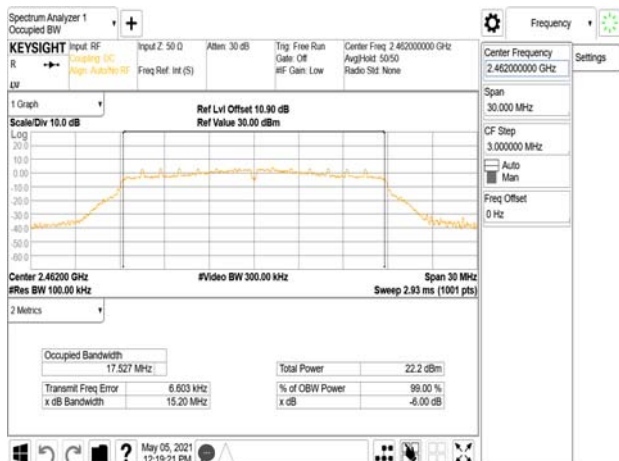 Spectrum Analyzer 1
Occupied BW
KEYSIGHT Input: RF
Coupling: DC
Align: Auto/No RF
R
Input Z: 50 Ω
Freq Ref: Int (S)
Atten: 30 dB
Trig: Free Run
Gate: Off
#IF Gain: Low
Center Freq: 2.462000000 GHz
Avg|Hold: 50/50
Radio Std: None
1 Graph
Scale/Div 10.0 dB
Ref Lvl Offset 10.90 dB
Ref Value 30.00 dBm
Log
20.0
10.0
0.00
-10.0
-20.0
-30.0
-40.0
-50.0
-60.0
Center 2.46200 GHz
#Res BW 100.00 kHz
#Video BW 300.00 kHz
Span 30 MHz
Sweep 2.93 ms (1001 pts)
2 Metrics
Occupied Bandwidth
17.527 MHz
Transmit Freq Error 6.603 kHz
x dB Bandwidth 15.20 MHz
Total Power 22.2 dBm
% of OBW Power 99.00 %
x dB -6.00 dB
May 05, 2021
12:19:21 PM
Frequency
Settings
Center Frequency
2.462000000 GHz
Span
30.000 MHz
CF Step
3.000000 MHz
Auto
Man
Freq Offset
0 Hz